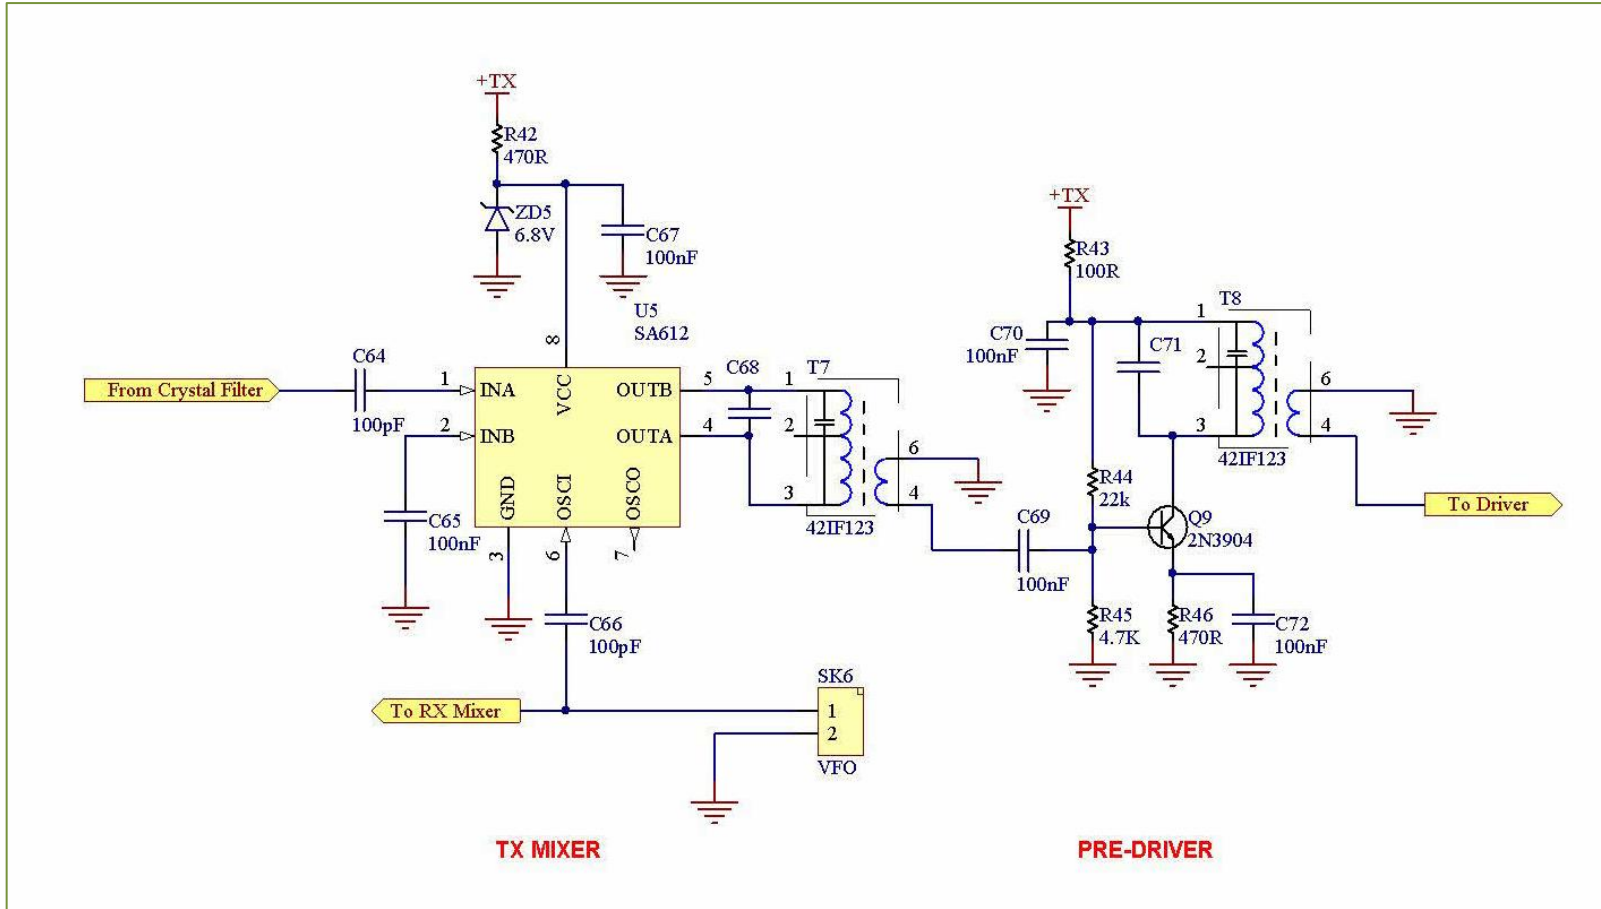 +TX
R42
470R
ZD5
6.8V
C67
100nF
U5
SA612
8
C64
100pF
From Crystal Filter
1
INA
VCC
OUTB
5
2
INB
OUTA
4
GND
OSCI
OSCO
3
6
7
C65
100nF
C66
100pF
C68
T7
1
2
3
6
4
42IF123
C69
100nF
To RX Mixer
SK6
1
2
VFO
+TX
R43
100R
C70
100nF
C71
T8
1
2
3
6
4
42IF123
R44
22k
Q9
2N3904
To Driver
R45
4.7K
R46
470R
C72
100nF
TX MIXER
PRE-DRIVER